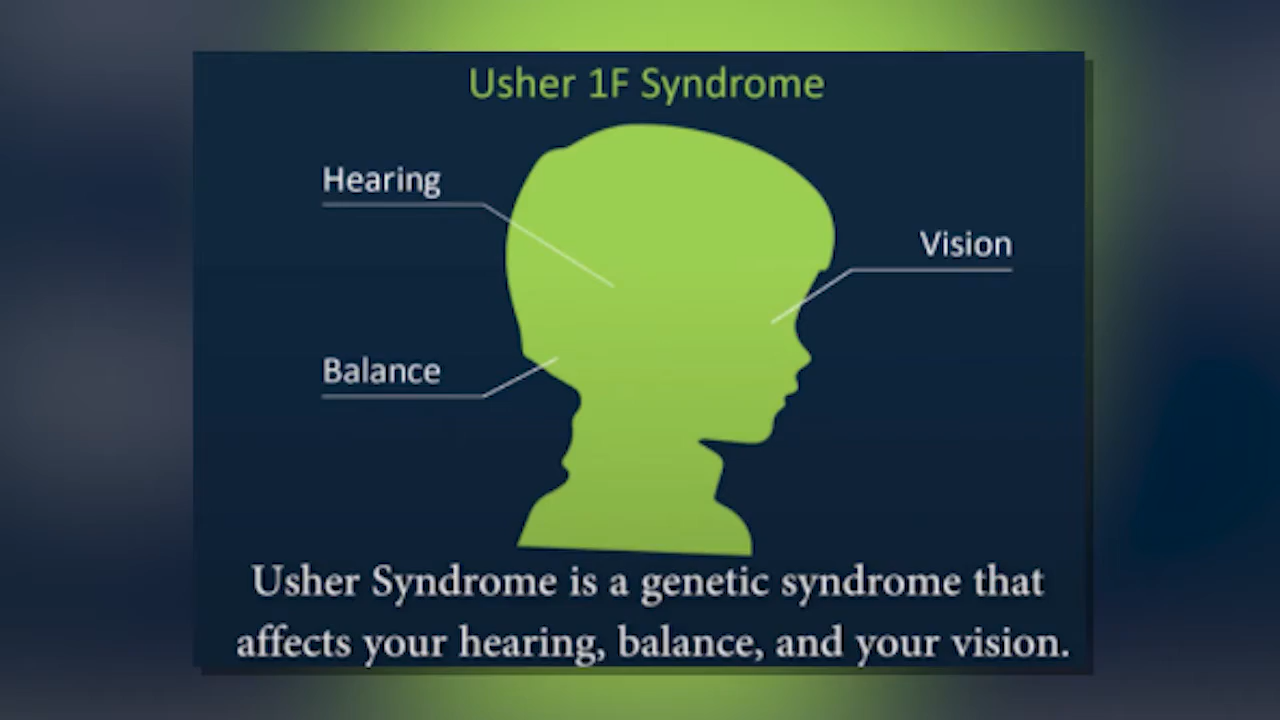 Usher 1F Syndrome
Hearing
Vision
Balance
Usher Syndrome is a genetic syndrome that
affects your hearing, balance, and your vision.